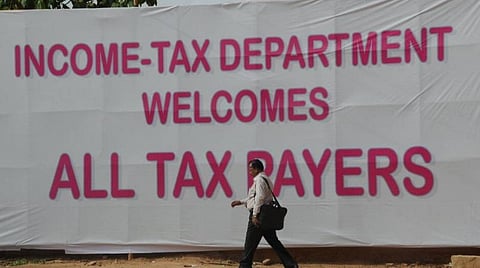 INCOME-TAX DEPARTMENT
WELCOMES
ALL TAX PAYERS